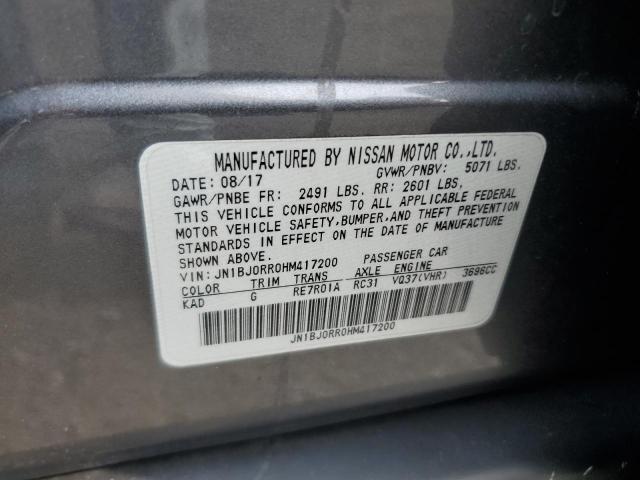 MANUFACTURED BY NISSAN MOTOR CO.,LTD.
DATE: 08/17 GVWR/PNBV: 5071 LBS.
GAWR/PNBE FR: 2491 LBS. RR: 2601 LBS.
THIS VEHICLE CONFORMS TO ALL APPLICABLE FEDERAL
MOTOR VEHICLE SAFETY,BUMPER,AND THEFT PREVENTION
STANDARDS IN EFFECT ON THE DATE OF MANUFACTURE
SHOWN ABOVE.
VIN:JN1BJ0RR0HM417200 PASSENGER CAR
COLOR TRIM TRANS AXLE ENGINE
KAD G RE7R01A RC31 VQ37(VHR) 3696CC
JN1BJ0RR0HM417200